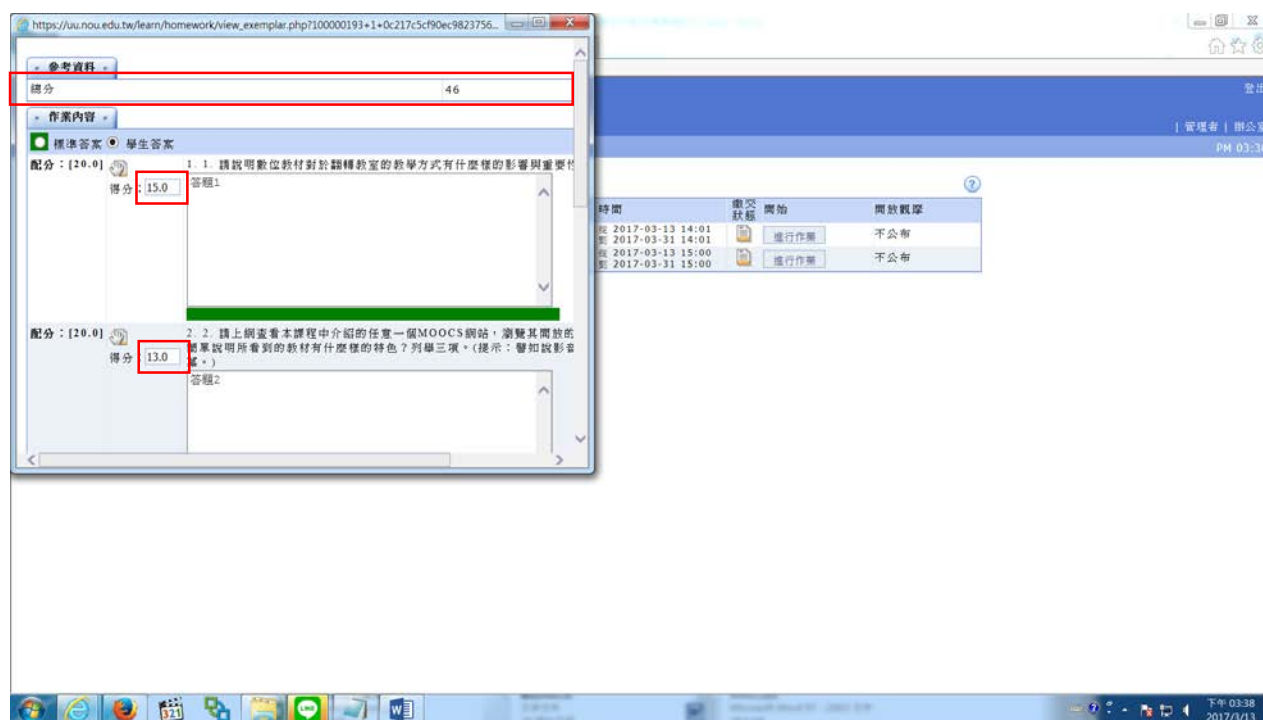 https://uu.nou.edu.tw/learn/homework/view_exemplar.php?100000193+1+0c217c5cf90ec9823756...
參考資料
總分 46
作業內容
標準答案 學生答案
配分：[20.0] 1. 1. 請說明數位教材對於翻轉教室的教學方式有什麼樣的影響與重要性
得分：15.0 答題1
配分：[20.0] 2. 2. 請上網查看本課程中介紹的任意一個MOOCS網站，瀏覽其開放的
簡單說明所看到的教材有什麼樣的特色？列舉三項。(提示：譬如說影音
得分：13.0
答題2
登出
| 管理者 | 辦公室
PM 03:38
時間 繳交狀態 開始 開放觀摩
從 2017-03-13 14:01
到 2017-03-31 14:01
進行作業 不公布
從 2017-03-13 15:00
到 2017-03-31 15:00
進行作業 不公布
321
LINE
下午 03:38
2017/3/13